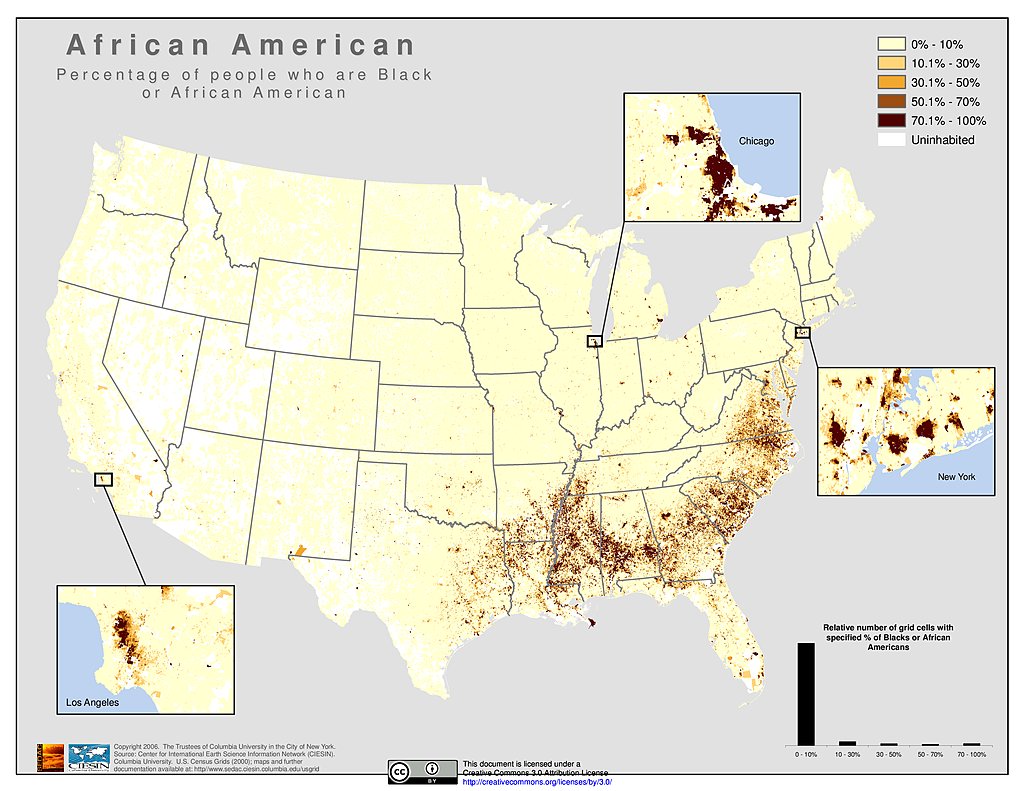 African American
Percentage of people who are Black
or African American
0% - 10%
10.1% - 30%
30.1% - 50%
50.1% - 70%
70.1% - 100%
Uninhabited
Chicago
New York
Los Angeles
Relative number of grid cells with
specified % of Blacks or African
Americans
0 - 10%
10 - 30%
30 - 50%
50 - 70%
70 - 100%
CIESIN
Copyright 2006. The Trustees of Columbia University in the City of New York.
Source: Center for International Earth Science Information Network (CIESIN).
Columbia University. U.S. Census Grids (2000); maps and further
documentation available at: http//www.sedac.ciesin.columbia.edu/usgrid
cc
BY
This document is licensed under a
Creative Commons 3.0 Attribution License
http://creativecommons.org/licenses/by/3.0/